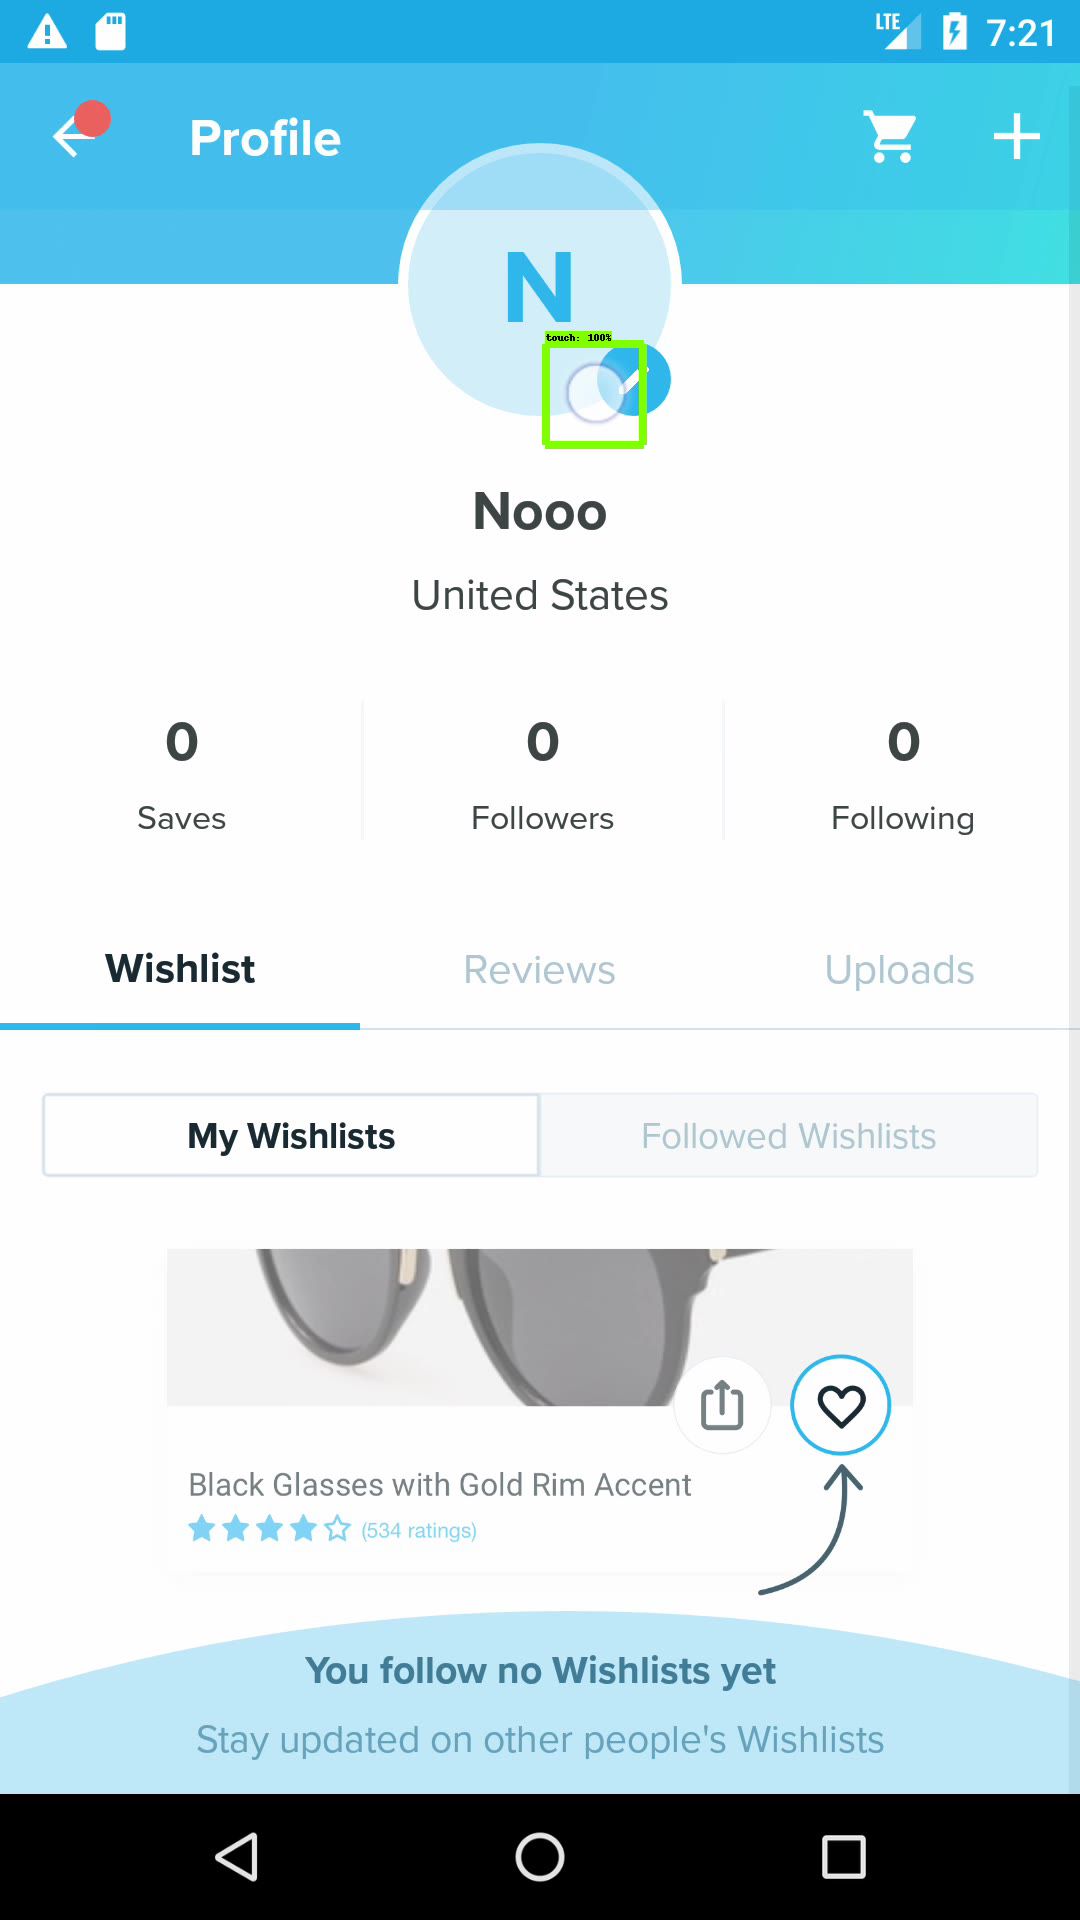 LTE 7:21
Profile
N
touch: 100%
Nooo
United States
0 0 0
Saves Followers Following
Wishlist Reviews Uploads
My Wishlists Followed Wishlists
Black Glasses with Gold Rim Accent
(534 ratings)
You follow no Wishlists yet
Stay updated on other people's Wishlists